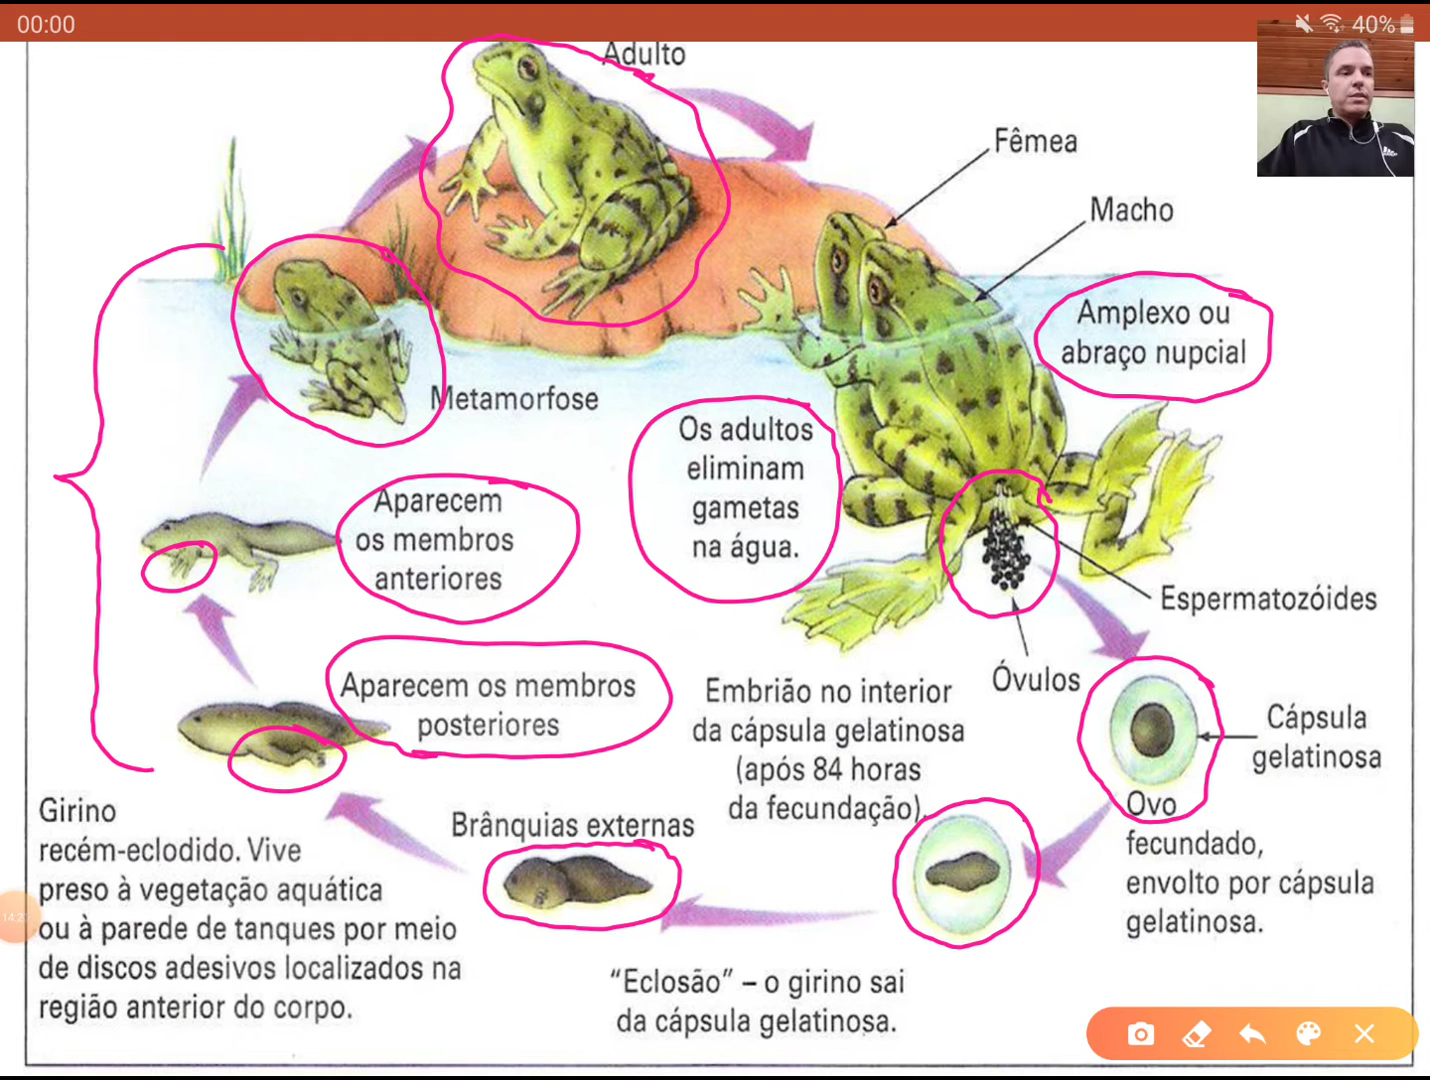 00:00
40%
Adulto
Fêmea
Macho
Amplexo ou
abraço nupcial
Metamorfose
Os adultos
eliminam
gametas
na água.
Aparecem
os membros
anteriores
Espermatozóides
Óvulos
Aparecem os membros
posteriores
Embrião no interior
da cápsula gelatinosa
(após 84 horas
da fecundação).
Cápsula
gelatinosa
Ovo
fecundado,
envolto por cápsula
gelatinosa.
Brânquias externas
Girino
recém-eclodido. Vive
preso à vegetação aquática
ou à parede de tanques por meio
de discos adesivos localizados na
região anterior do corpo.
“Eclosão” – o girino sai
da cápsula gelatinosa.